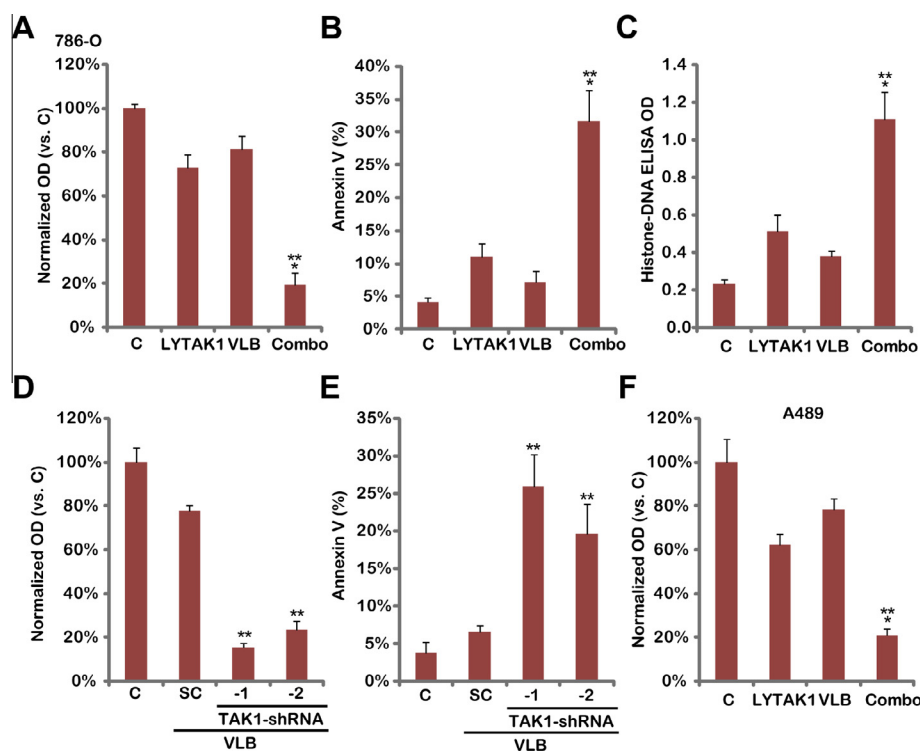 A
786-O
Normalized OD (vs. C)
120%
100%
80%
60%
40%
20%
0%
C LYTAK1 VLB Combo
**
*
B
Annexin V (%)
40%
35%
30%
25%
20%
15%
10%
5%
0%
C LYTAK1 VLB Combo
**
*
C
Histone-DNA ELISA OD
1.4
1.2
1.0
0.8
0.6
0.4
0.2
0.0
C LYTAK1 VLB Combo
**
*
D
Normalized OD (vs. C)
120%
100%
80%
60%
40%
20%
0%
** **
C SC -1 -2
TAK1-shRNA
VLB
E
Annexin V (%)
35%
30%
25%
20%
15%
10%
5%
0%
** **
C SC -1 -2
TAK1-shRNA
VLB
F
A489
Normalized OD (vs. C)
120%
100%
80%
60%
40%
20%
0%
**
*
C LYTAK1 VLB Combo